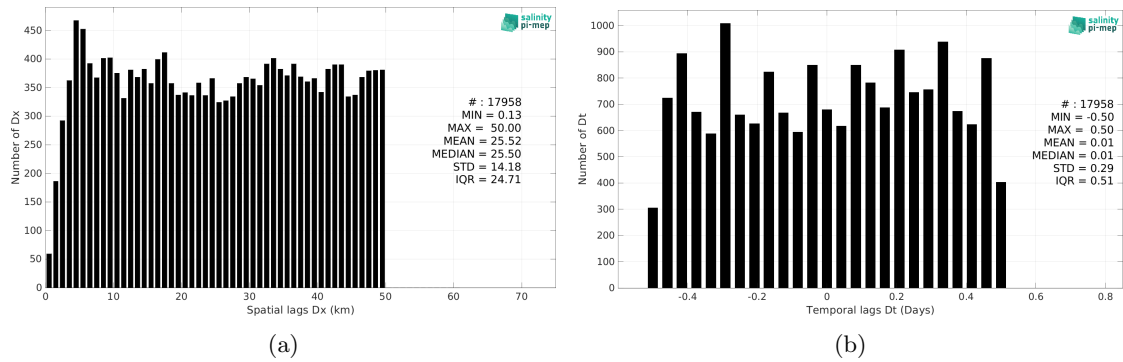 450
400
350
300
250
200
150
100
50
0
Number of Dx
salinity
pi-mep
# : 17958
MIN = 0.13
MAX = 50.00
MEAN = 25.52
MEDIAN = 25.50
STD = 14.18
IQR = 24.71
0 10 20 30 40 50 60 70
Spatial lags Dx (km)
(a)
1000
900
800
700
600
500
400
300
200
100
0
Number of Dt
salinity
pi-mep
# : 17958
MIN = -0.50
MAX = 0.50
MEAN = 0.01
MEDIAN = 0.01
STD = 0.29
IQR = 0.51
-0.4 -0.2 0 0.2 0.4 0.6 0.8
Temporal lags Dt (Days)
(b)